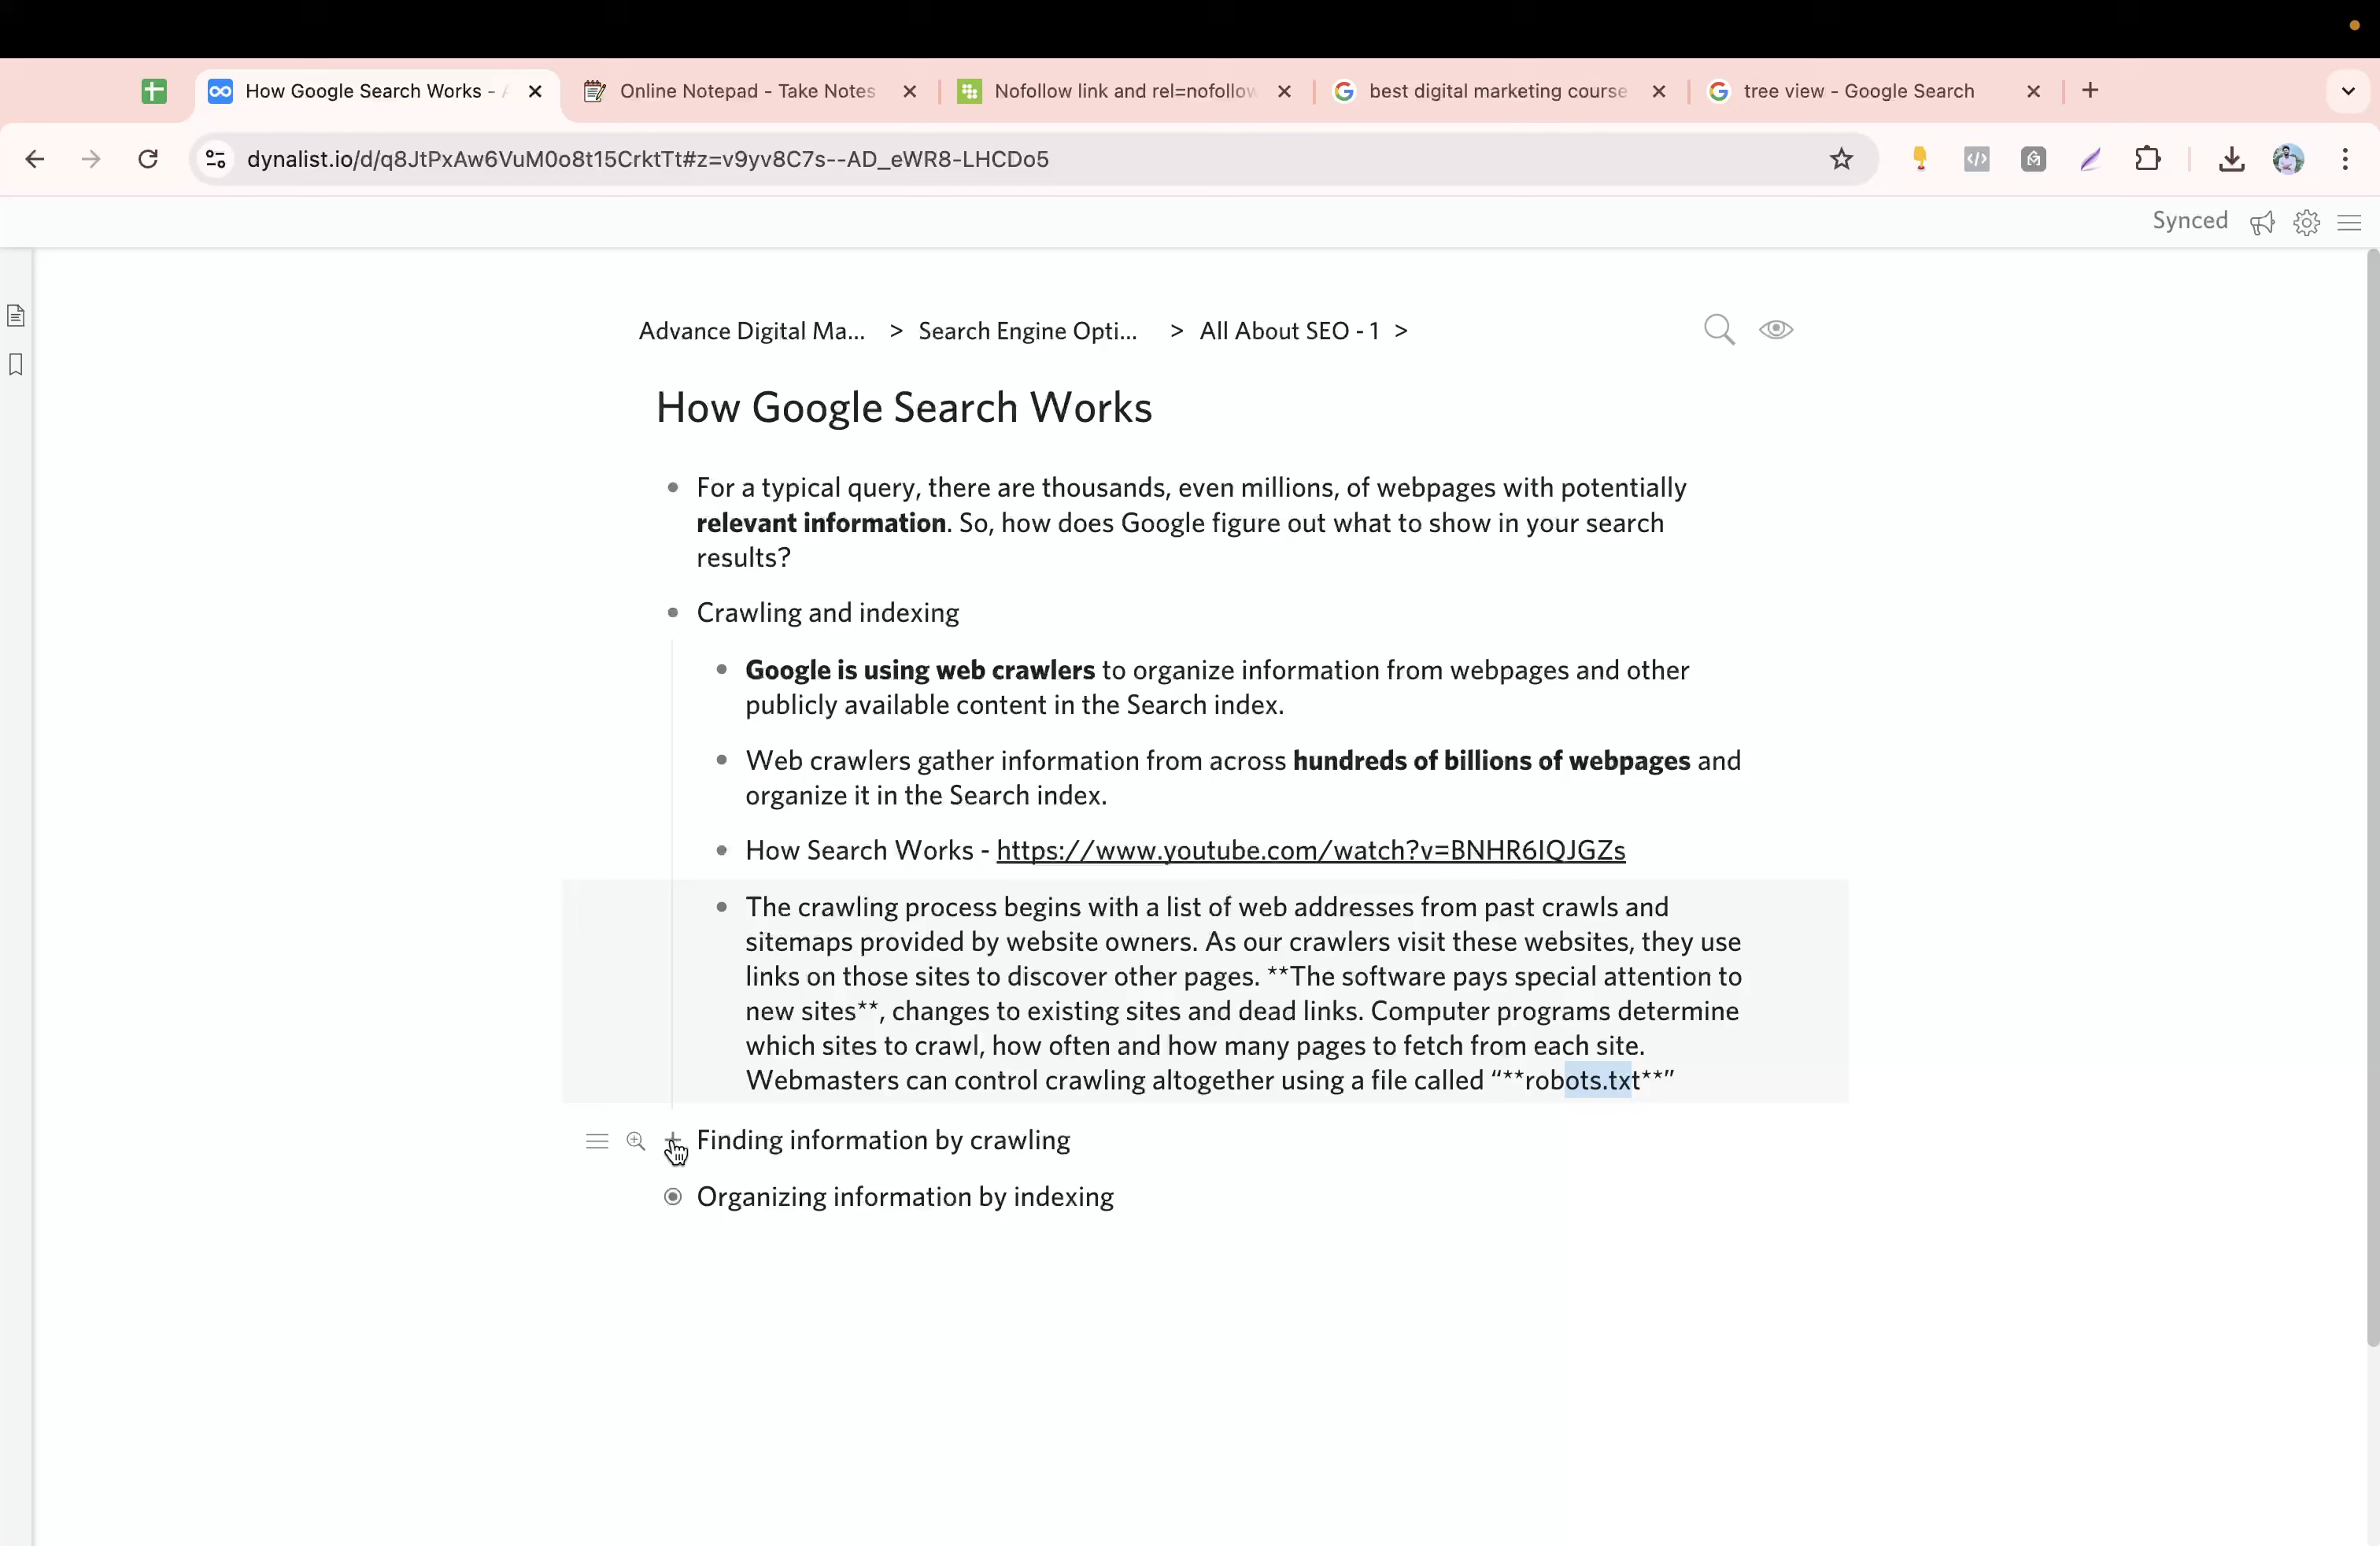 How Google Search Works - A
Online Notepad - Take Notes
Nofollow link and rel=nofollow
best digital marketing course
tree view - Google Search
dynalist.io/d/q8JtPxAw6VuM0o8t15CrktTt#z=v9yv8C7s--AD_eWR8-LHCDo5
Synced
Advance Digital Ma... > Search Engine Opti... > All About SEO - 1 >
How Google Search Works
For a typical query, there are thousands, even millions, of webpages with potentially
relevant information. So, how does Google figure out what to show in your search
results?
Crawling and indexing
Google is using web crawlers to organize information from webpages and other
publicly available content in the Search index.
Web crawlers gather information from across hundreds of billions of webpages and
organize it in the Search index.
How Search Works - https://www.youtube.com/watch?v=BNHR6IQJGZs
The crawling process begins with a list of web addresses from past crawls and
sitemaps provided by website owners. As our crawlers visit these websites, they use
links on those sites to discover other pages. **The software pays special attention to
new sites**, changes to existing sites and dead links. Computer programs determine
which sites to crawl, how often and how many pages to fetch from each site.
Webmasters can control crawling altogether using a file called “**robots.txt**”
Finding information by crawling
Organizing information by indexing